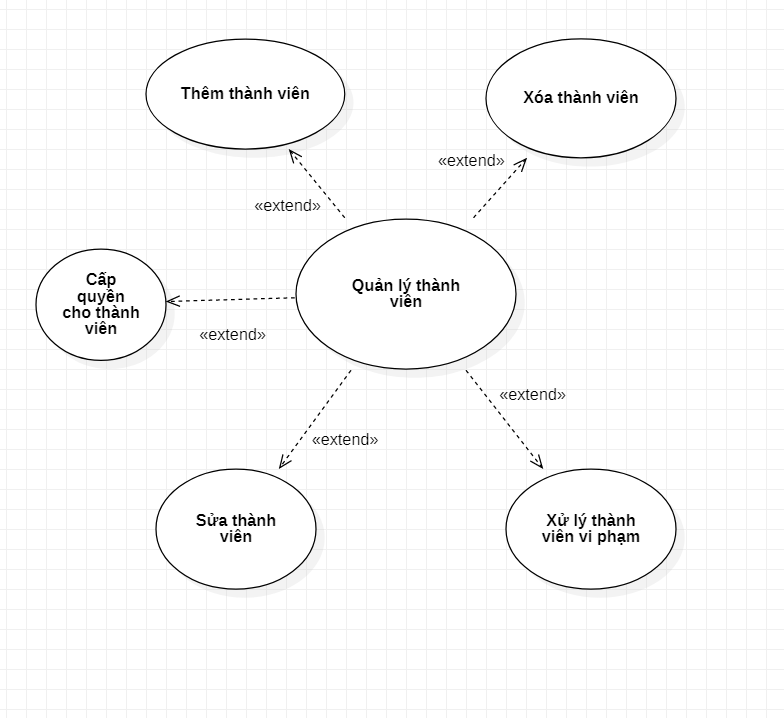 Thêm thành viên
Xóa thành viên
«extend»
«extend»
Cấp
quyền
cho thành
viên
Quản lý thành
viên
«extend»
«extend»
«extend»
Sửa thành
viên
Xử lý thành
viên vi phạm